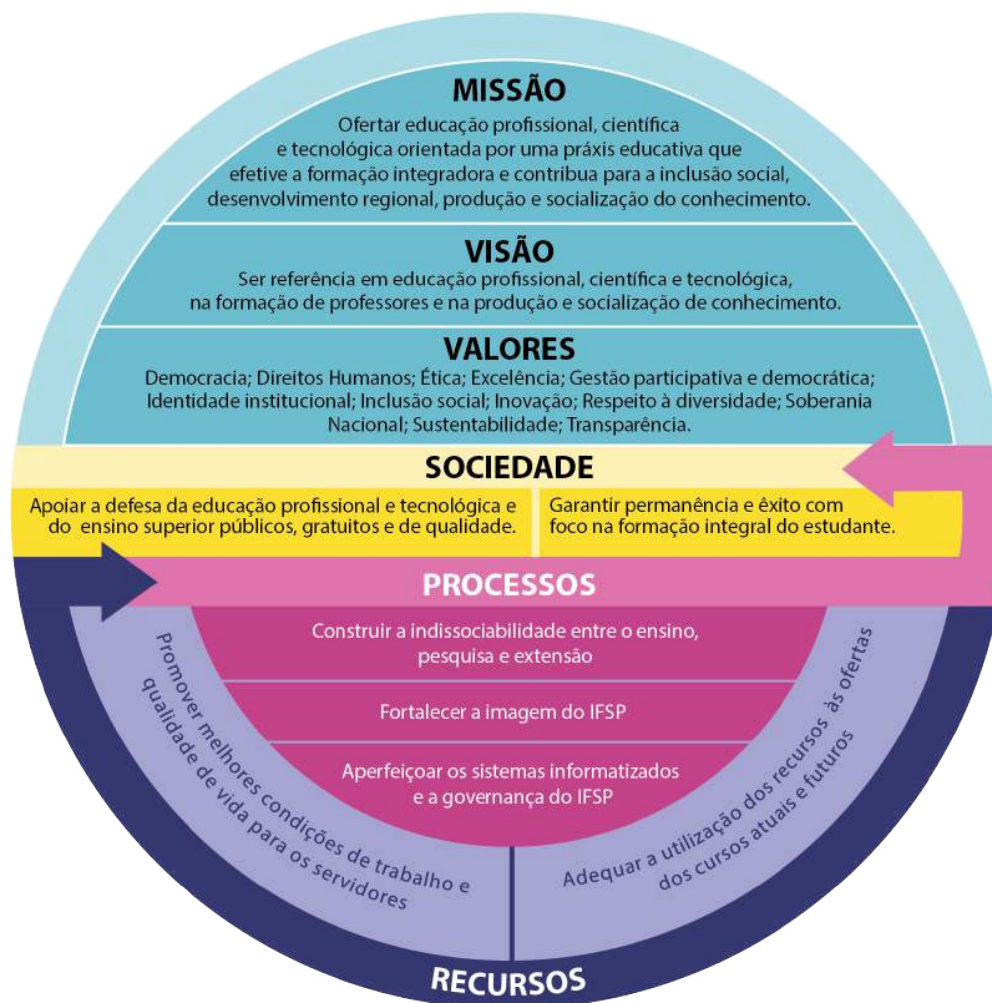 MISSÃO
Ofertar educação profissional, científica
e tecnológica orientada por uma práxis educativa que
efetive a formação integradora e contribua para a inclusão social,
desenvolvimento regional, produção e socialização do conhecimento.
VISÃO
Ser referência em educação profissional, científica e tecnológica,
na formação de professores e na produção e socialização de conhecimento.
VALORES
Democracia; Direitos Humanos; Ética; Excelência; Gestão participativa e democrática;
Identidade institucional; Inclusão social; Inovação; Respeito à diversidade; Soberania
Nacional; Sustentabilidade; Transparência.
SOCIEDADE
Apoiar a defesa da educação profissional e tecnológica e
do ensino superior públicos, gratuitos e de qualidade.
Garantir permanência e êxito com
foco na formação integral do estudante.
PROCESSOS
Construir a indissociabilidade entre o ensino,
pesquisa e extensão
Fortalecer a imagem do IFSP
Aperfeiçoar os sistemas informatizados
e a governança do IFSP
Promover melhores condições de trabalho e
qualidade de vida para os servidores
Adequar a utilização dos recursos às ofertas
dos cursos atuais e futuros
RECURSOS